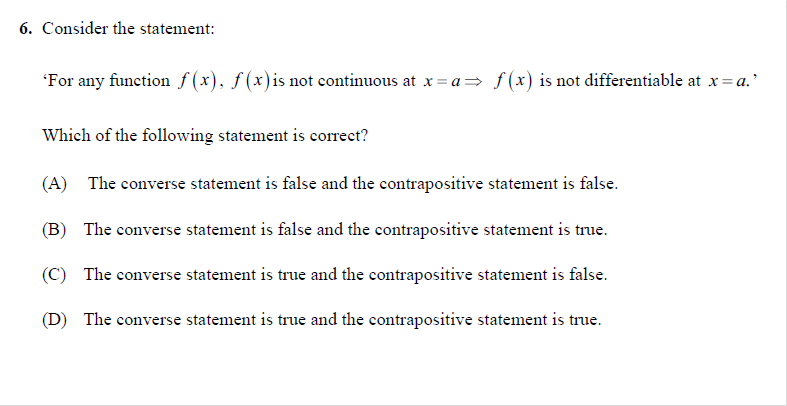 6. Consider the statement:
‘For any function f(x), f(x) is not continuous at x = a ⇒ f(x) is not differentiable at x = a.’
Which of the following statement is correct?
(A) The converse statement is false and the contrapositive statement is false.
(B) The converse statement is false and the contrapositive statement is true.
(C) The converse statement is true and the contrapositive statement is false.
(D) The converse statement is true and the contrapositive statement is true.